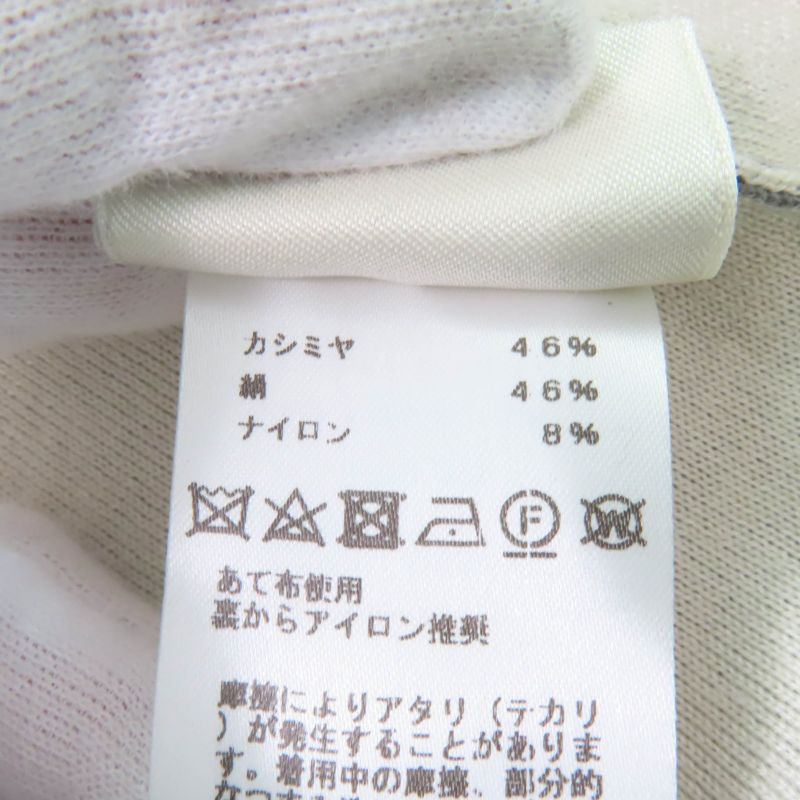 カシミヤ 46%
絹 46%
ナイロン 8%
F W
あて布使用
裏からアイロン推奨
摩擦によりアタリ（テカリ
）が発生することがありま
す。着用中の摩擦、部分的